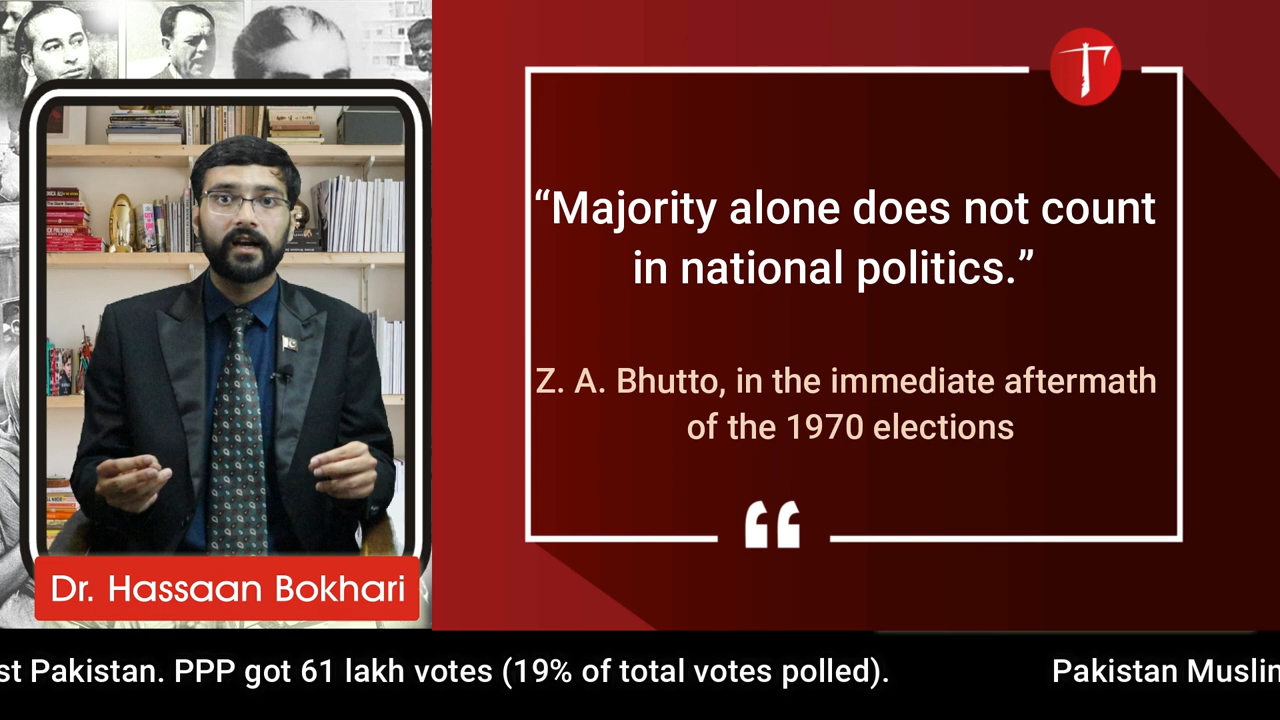 “Majority alone does not count
in national politics.”
Z. A. Bhutto, in the immediate aftermath
of the 1970 elections
Dr. Hassaan Bokhari
st Pakistan. PPP got 61 lakh votes (19% of total votes polled). Pakistan Muslim